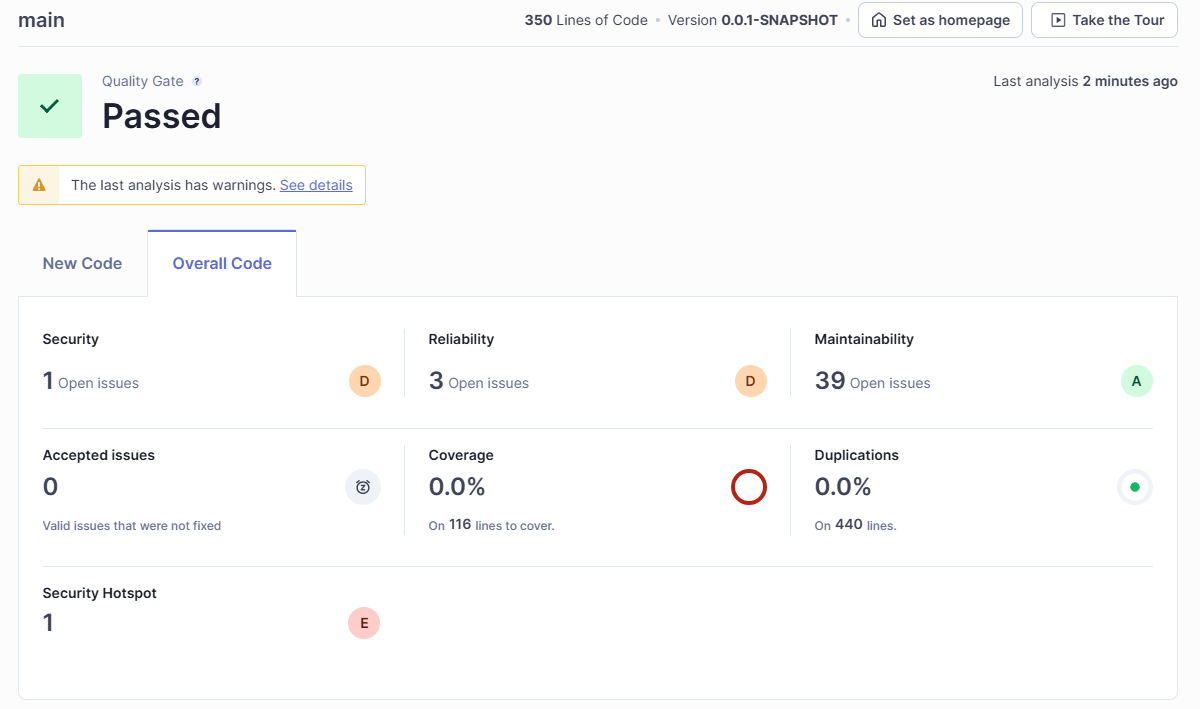 main
350 Lines of Code • Version 0.0.1-SNAPSHOT • Set as homepage Take the Tour
Quality Gate ?
Last analysis 2 minutes ago
Passed
The last analysis has warnings. See details
New Code Overall Code
Security Reliability Maintainability
1 Open issues D 3 Open issues D 39 Open issues A
Accepted issues Coverage Duplications
0 0.0% 0.0%
Valid issues that were not fixed On 116 lines to cover. On 440 lines.
Security Hotspot
1 E